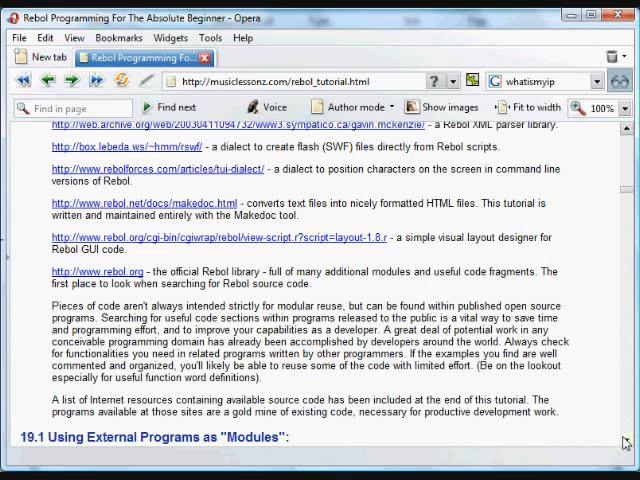 Rebol Programming For The Absolute Beginner - Opera
File Edit View Bookmarks Widgets Tools Help
New tab Rebol Programming Fo...
http://musiclessonz.com/rebol_tutorial.html ? whatismyip
Find in page Find next Voice Author mode Show images Fit to width 100%
http://web.archive.org/web/20030411094732/www3.sympatico.ca/gavin.mckenzie/ - a Rebol XML parser library.
http://box.lebeda.ws/~hmm/rswf/ - a dialect to create flash (SWF) files directly from Rebol scripts.
http://www.rebolforces.com/articles/tui-dialect/ - a dialect to position characters on the screen in command line
versions of Rebol.
http://www.rebol.net/docs/makedoc.html - converts text files into nicely formatted HTML files. This tutorial is
written and maintained entirely with the Makedoc tool.
http://www.rebol.org/cgi-bin/cgiwrap/rebol/view-script.r?script=layout-1.8.r - a simple visual layout designer for
Rebol GUI code.
http://www.rebol.org - the official Rebol library - full of many additional modules and useful code fragments. The
first place to look when searching for Rebol source code.
Pieces of code aren't always intended strictly for modular reuse, but can be found within published open source
programs. Searching for useful code sections within programs released to the public is a vital way to save time
and programming effort, and to improve your capabilities as a developer. A great deal of potential work in any
conceivable programming domain has already been accomplished by developers around the world. Always check
for functionalities you need in related programs written by other programmers. If the examples you find are well
commented and organized, you'll likely be able to reuse some of the code with limited effort. (Be on the lookout
especially for useful function word definitions).
A list of Internet resources containing available source code has been included at the end of this tutorial. The
programs available at those sites are a gold mine of existing code, necessary for productive development work.
19.1 Using External Programs as "Modules":